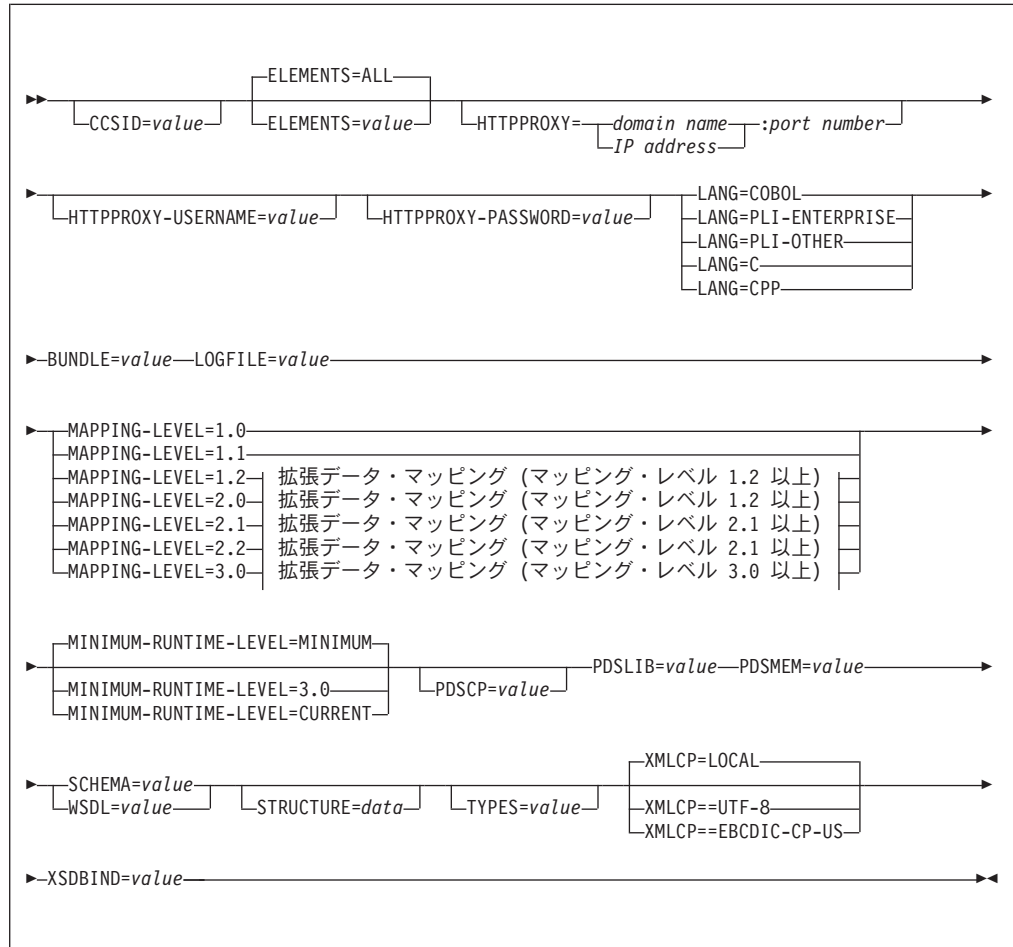 ELEMENTS=ALL
CCSID=value
ELEMENTS=value
HTTPPROXY=
domain name
:port number
IP address
HTTPPROXY-USERNAME=value
HTTPPROXY-PASSWORD=value
LANG=COBOL
LANG=PLI-ENTERPRISE
LANG=PLI-OTHER
LANG=C
LANG=CPP
BUNDLE=value
LOGFILE=value
MAPPING-LEVEL=1.0
MAPPING-LEVEL=1.1
MAPPING-LEVEL=1.2 拡張データ・マッピング (マッピング・レベル 1.2 以上)
MAPPING-LEVEL=2.0 拡張データ・マッピング (マッピング・レベル 1.2 以上)
MAPPING-LEVEL=2.1 拡張データ・マッピング (マッピング・レベル 2.1 以上)
MAPPING-LEVEL=2.2 拡張データ・マッピング (マッピング・レベル 2.1 以上)
MAPPING-LEVEL=3.0 拡張データ・マッピング (マッピング・レベル 3.0 以上)
MINIMUM-RUNTIME-LEVEL=MINIMUM
MINIMUM-RUNTIME-LEVEL=3.0
MINIMUM-RUNTIME-LEVEL=CURRENT
PDSCP=value
PDSLIB=value
PDSMEM=value
SCHEMA=value
WSDL=value
STRUCTURE=data
TYPES=value
XMLCP=LOCAL
XMLCP==UTF-8
XMLCP==EBCDIC-CP-US
XSDBIND=value